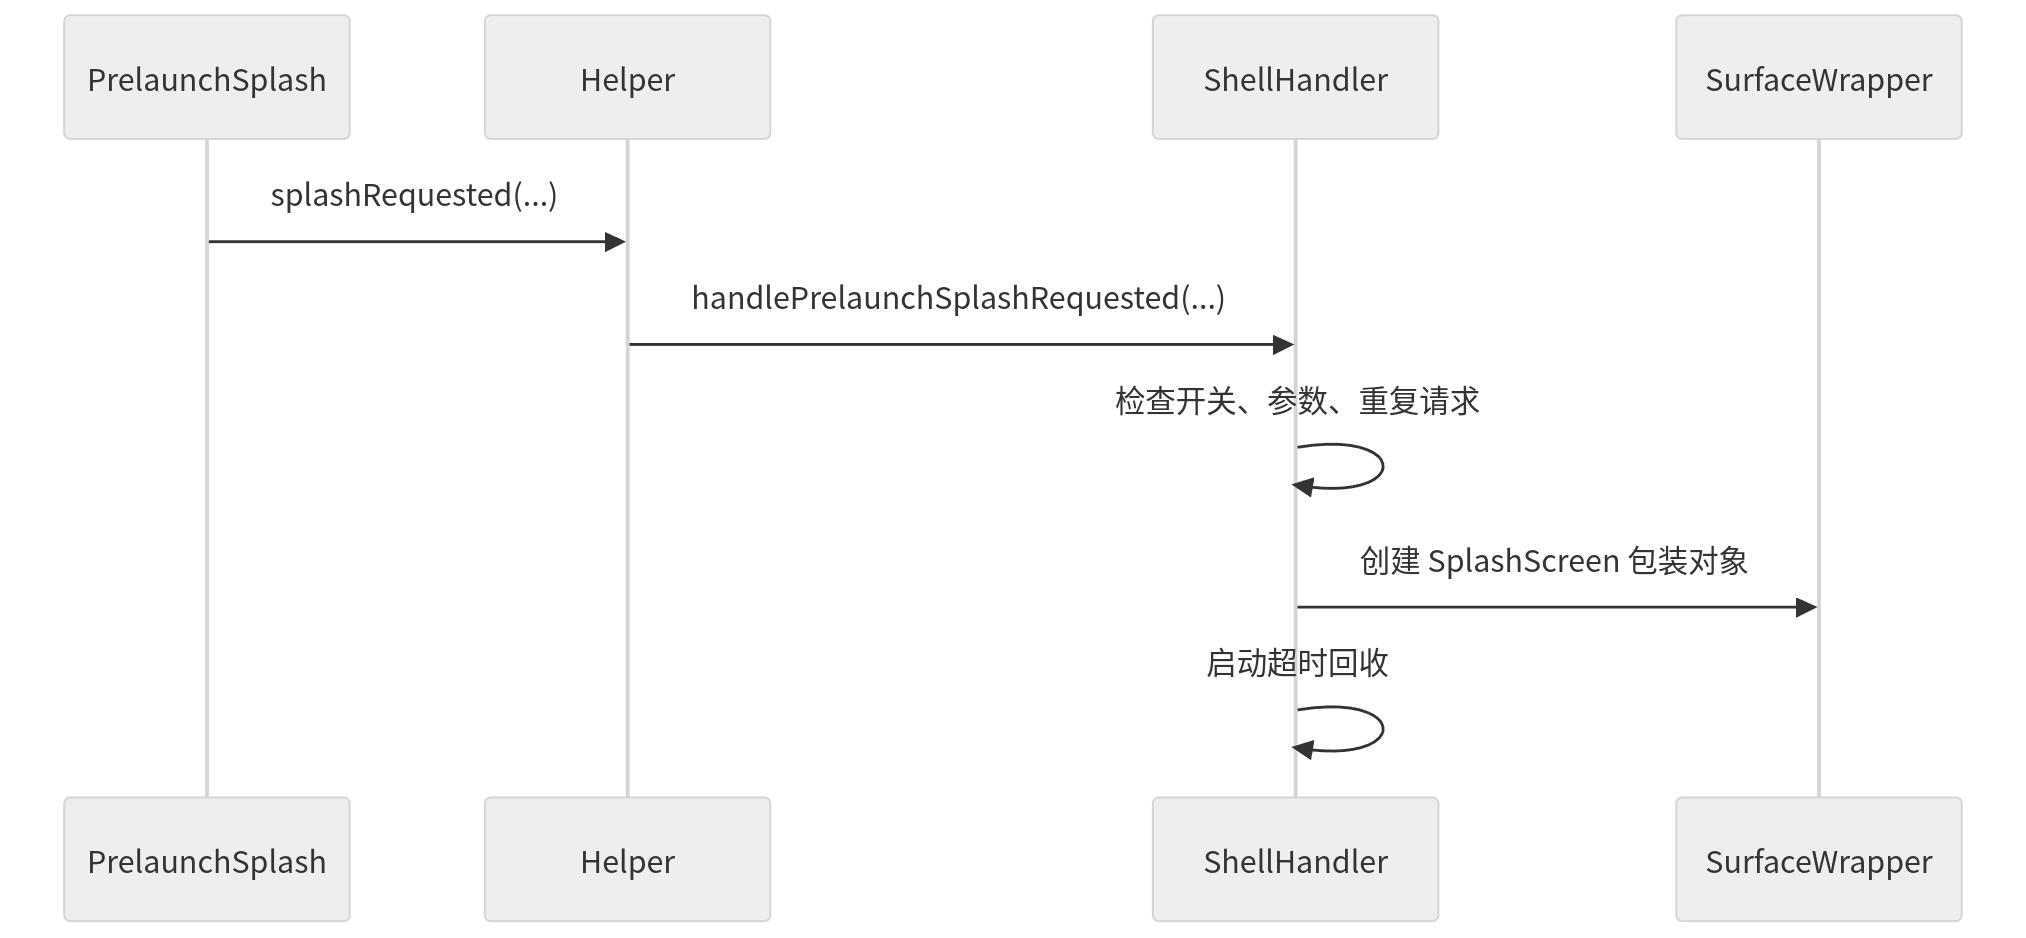 PrelaunchSplash
Helper
ShellHandler
SurfaceWrapper
splashRequested(...)
handlePrelaunchSplashRequested(...)
检查开关、参数、重复请求
创建 SplashScreen 包装对象
启动超时回收
PrelaunchSplash
Helper
ShellHandler
SurfaceWrapper